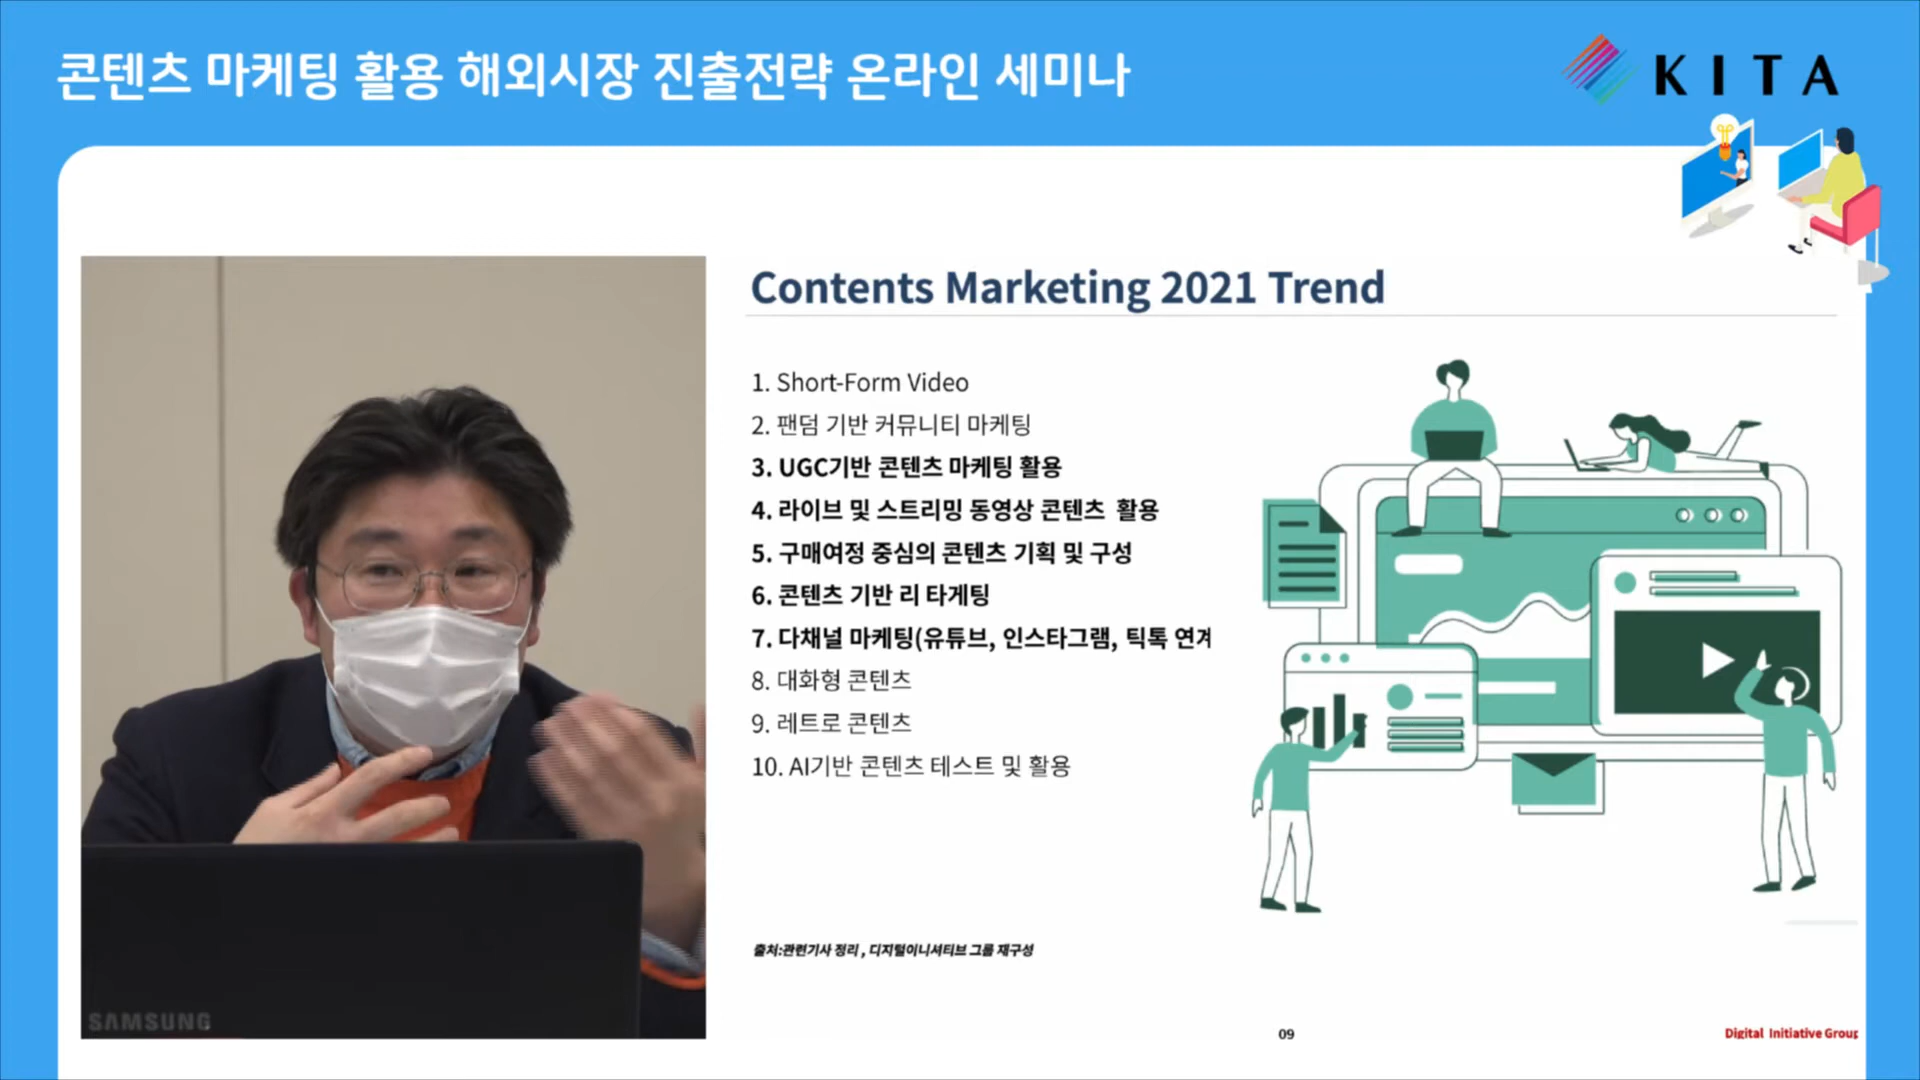 콘텐츠 마케팅 활용 해외시장 진출전략 온라인 세미나
KITA
Contents Marketing 2021 Trend
1. Short-Form Video
2. 팬덤 기반 커뮤니티 마케팅
3. UGC기반 콘텐츠 마케팅 활용
4. 라이브 및 스트리밍 동영상 콘텐츠 활용
5. 구매여정 중심의 콘텐츠 기획 및 구성
6. 콘텐츠 기반 리 타게팅
7. 다채널 마케팅(유튜브, 인스타그램, 틱톡
8. 대화형 콘텐츠
9. 레트로 콘텐츠
10. AI기반 콘텐츠 테스트 및 활용
출처:관련기사 정리 , 디지털이니셔티브 그룹 재구성
SAMSUNG
09
Digital Initiative Group